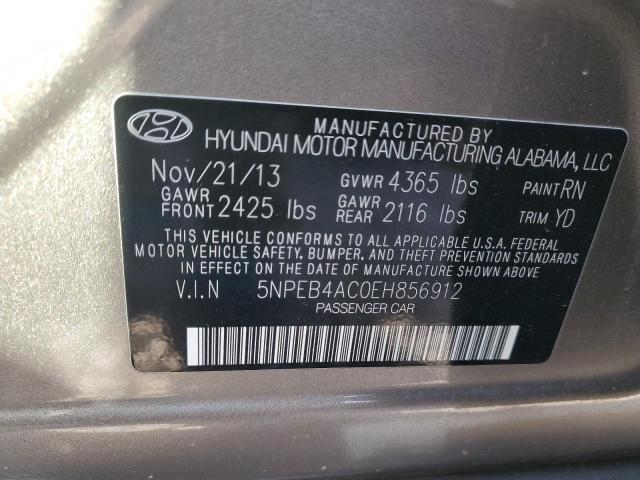 MANUFACTURED BY
HYUNDAI MOTOR MANUFACTURING ALABAMA, LLC
Nov/21/13 GVWR 4365 lbs PAINT RN
GAWR FRONT 2425 lbs GAWR REAR 2116 lbs TRIM YD
THIS VEHICLE CONFORMS TO ALL APPLICABLE U.S.A. FEDERAL
MOTOR VEHICLE SAFETY, BUMPER, AND THEFT PREVENTION STANDARDS
IN EFFECT ON THE DATE OF MANUFACTURE SHOWN ABOVE
V.I.N 5NPEB4AC0EH856912
PASSENGER CAR